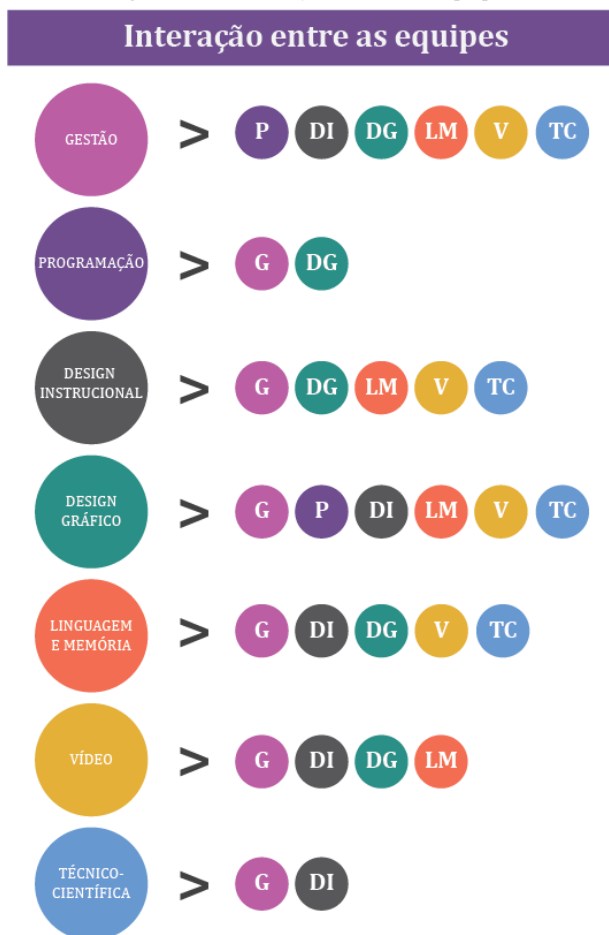 Interação entre as equipes
GESTÃO > P DI DG LM V TC
PROGRAMAÇÃO > G DG
DESIGN
INSTRUCIONAL > G DG LM V TC
DESIGN
GRÁFICO > G P DI LM V TC
LINGUAGEM
E MEMÓRIA > G DI DG V TC
VÍDEO > G DI DG LM
TÉCNICO-
CIENTÍFICA > G DI